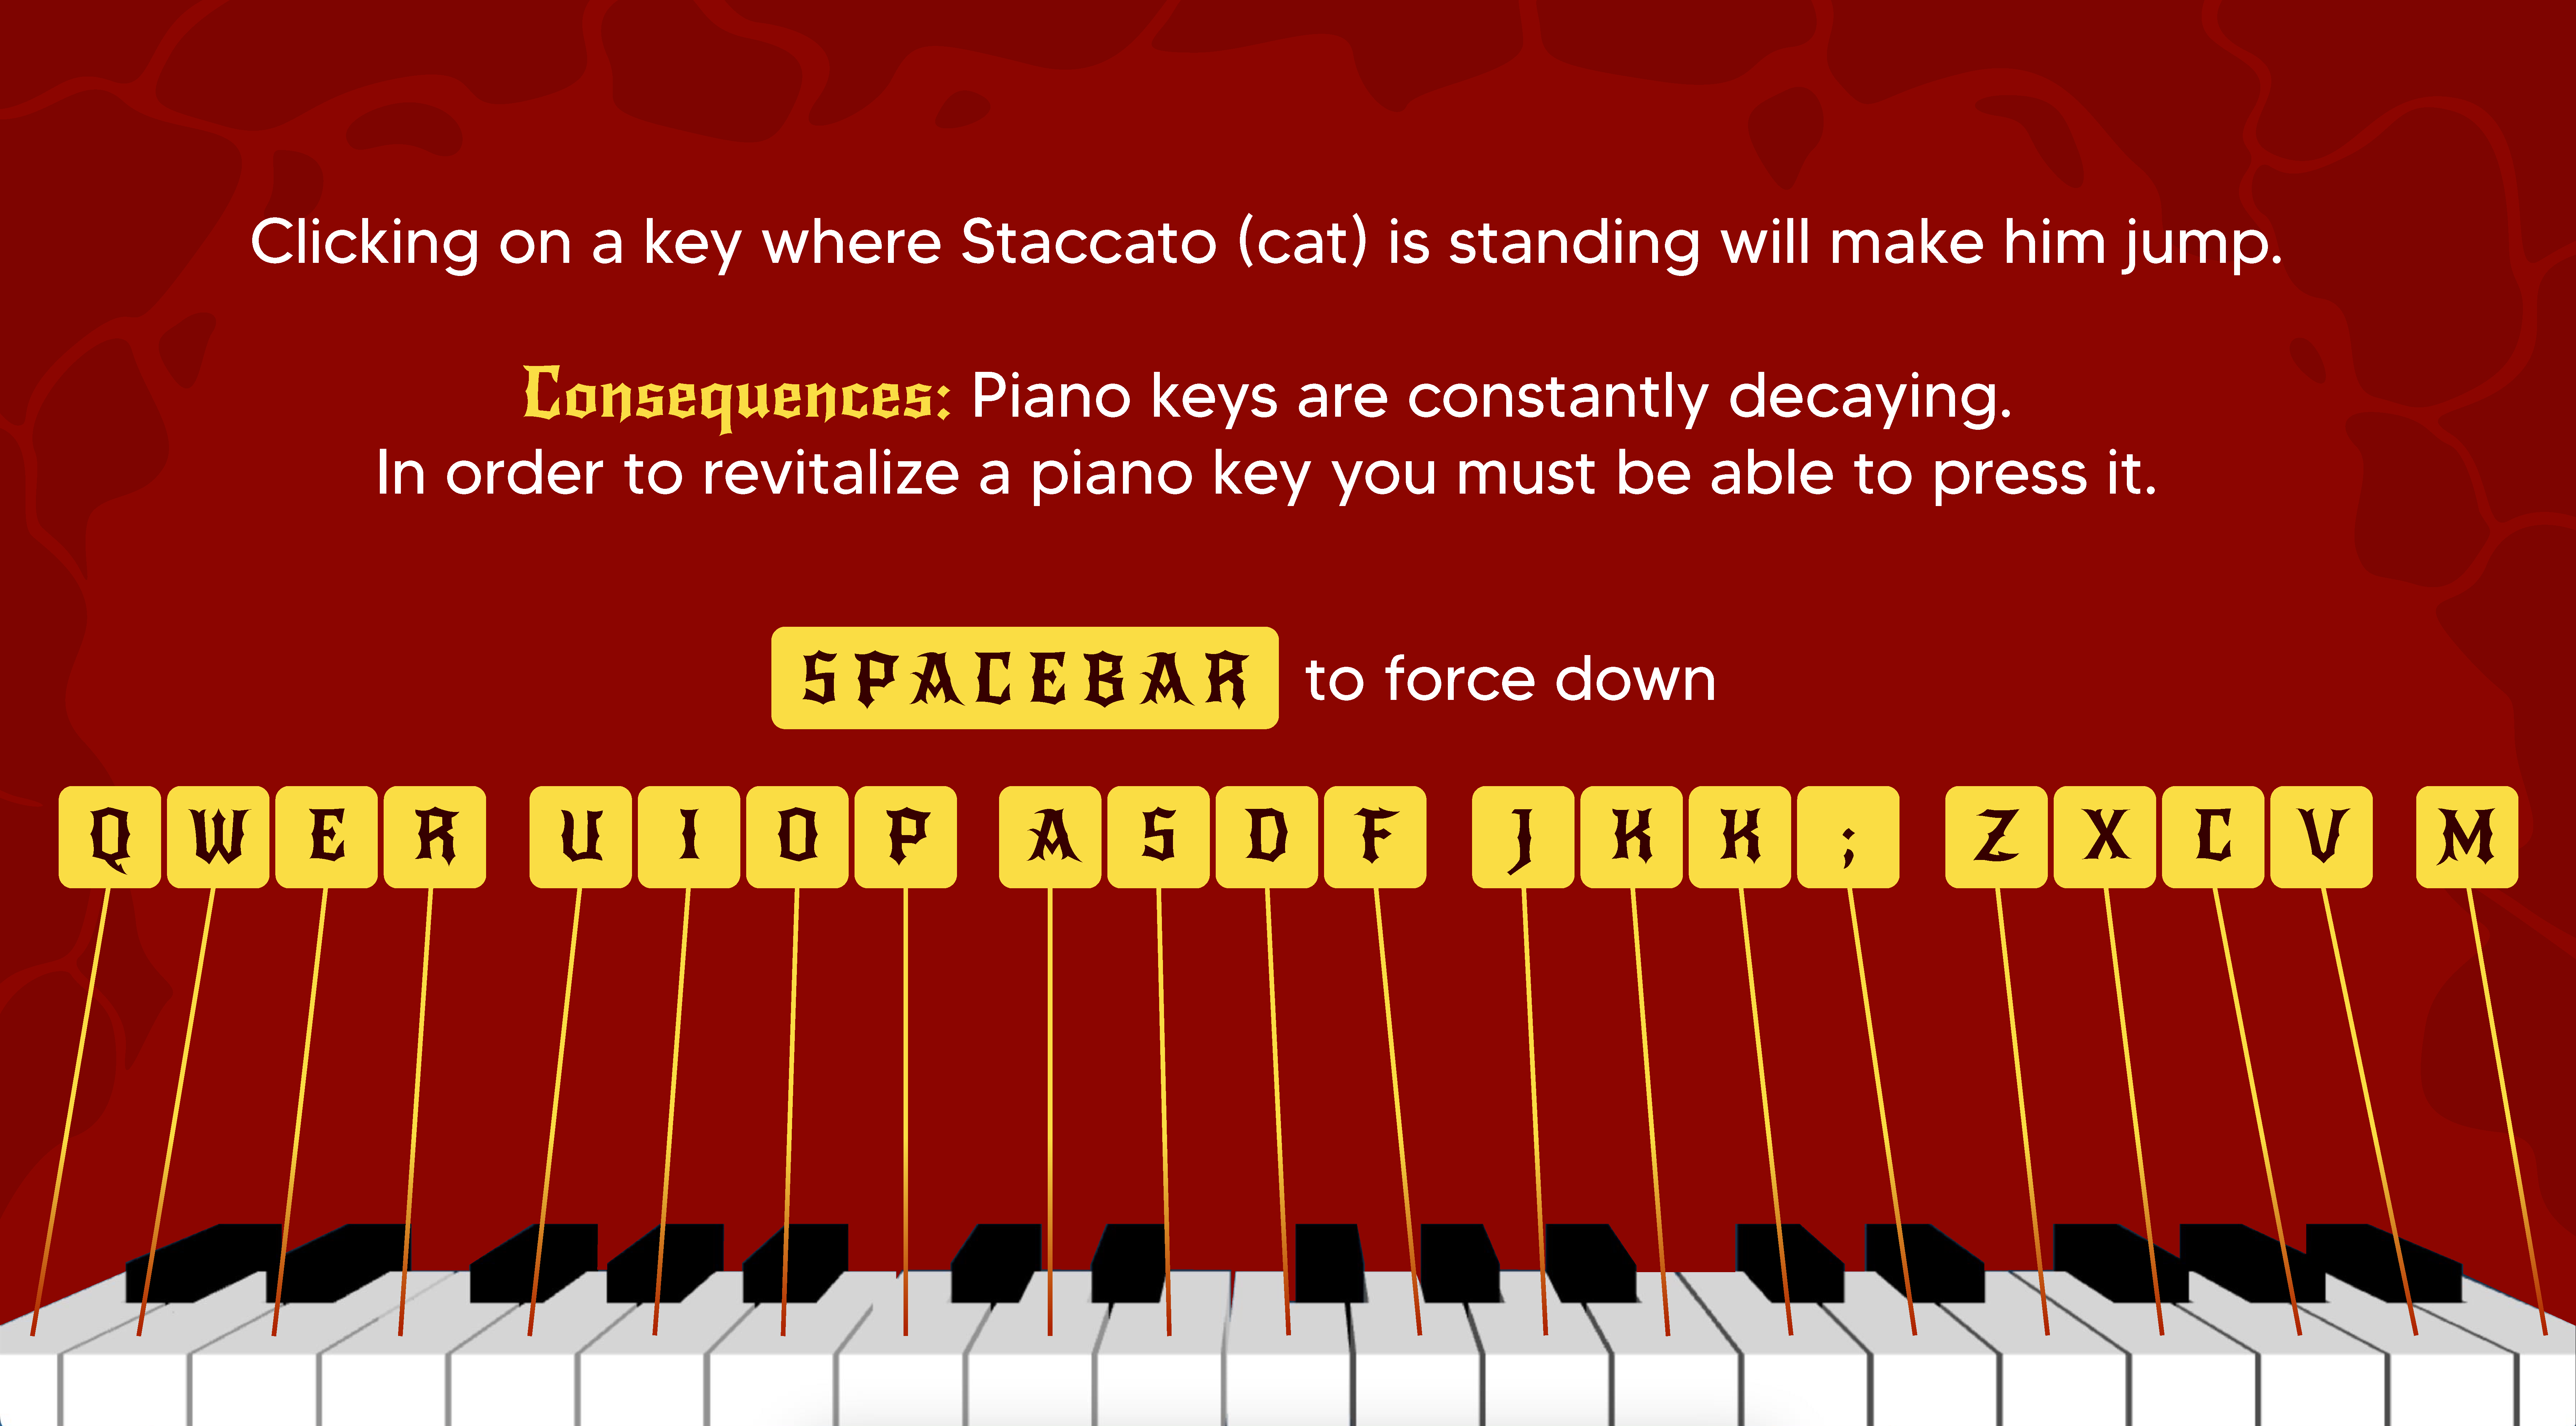 Clicking on a key where Staccato (cat) is standing will make him jump.
Consequences: Piano keys are constantly decaying.
In order to revitalize a piano key you must be able to press it.
SPACEBAR to force down
Q W E R U I O P A S D F J K K ; Z X C V M